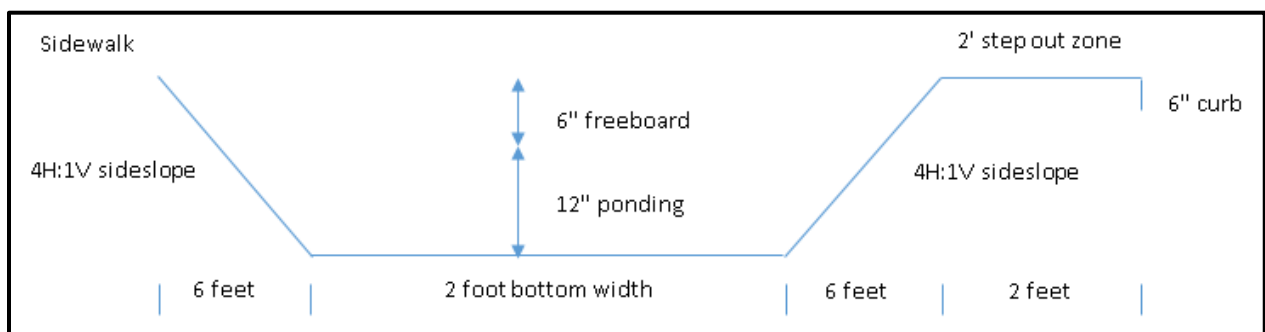 Sidewalk
2' step out zone
6" curb
6" freeboard
4H:1V sideslope
4H:1V sideslope
12" ponding
6 feet
2 foot bottom width
6 feet
2 feet